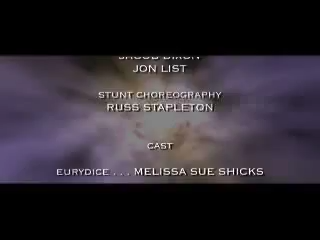 JON LIST
STUNT CHOREOGRAPHY
RUSS STAPLETON
CAST
EURYDICE . . . MELISSA SUE SHICKS